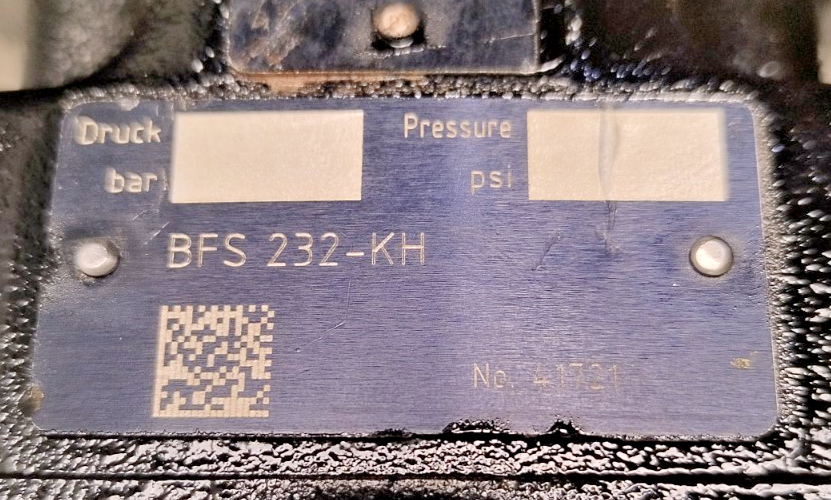 Druck
bar
Pressure
psi
BFS 232-KH
No. 41721